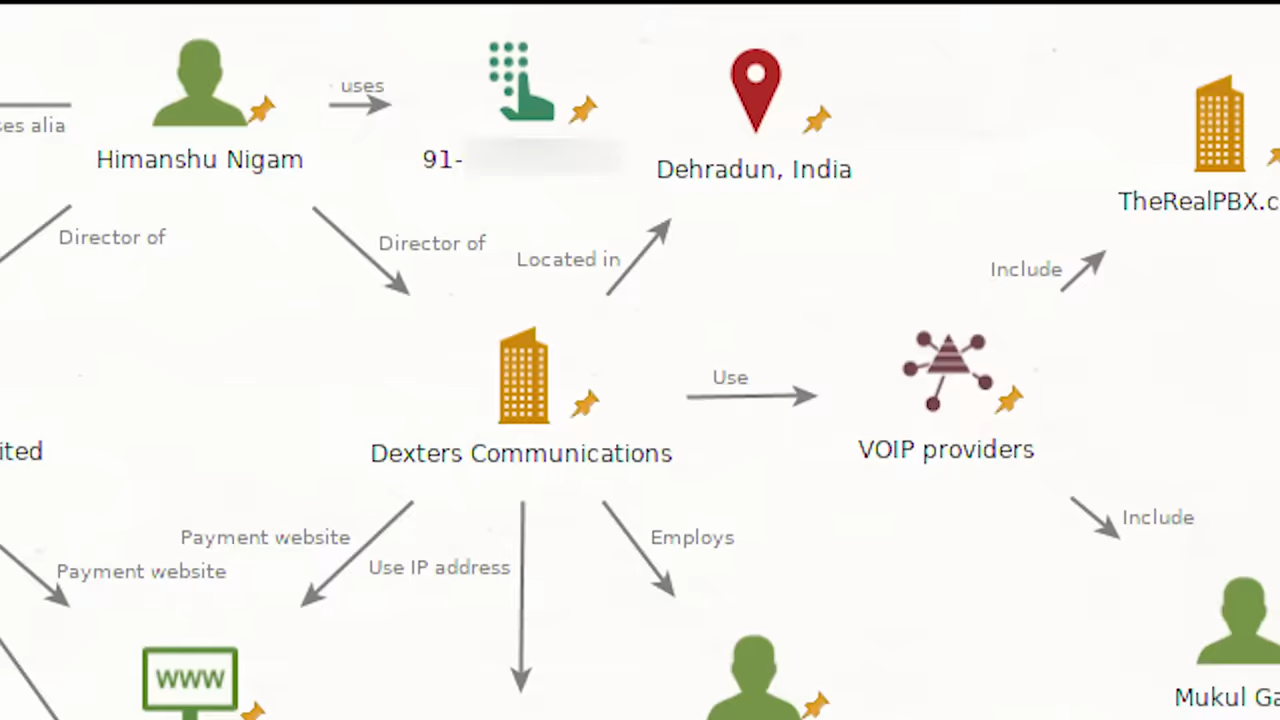 uses
ses alia
Himanshu Nigam
91-
Dehradun, India
TheRealPBX.c
Director of
Director of
Located in
Include
Use
ited
Dexters Communications
VOIP providers
Include
Payment website
Employs
Payment website
Use IP address
www
Mukul Ga